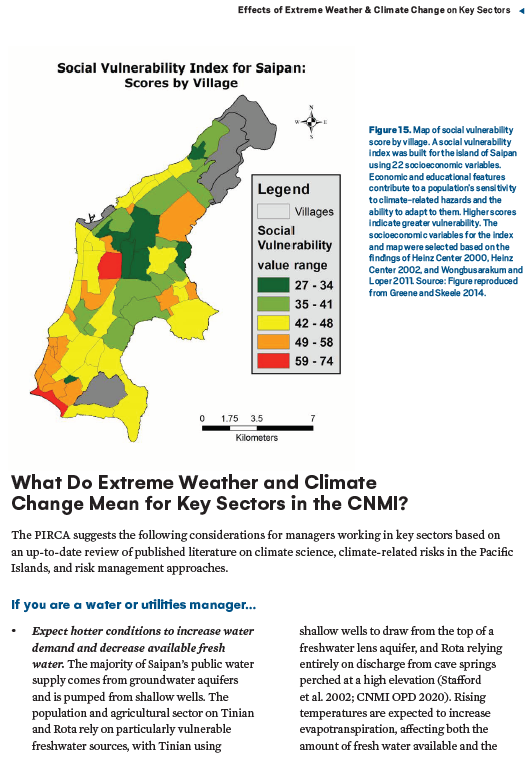 Effects of Extreme Weather & Climate Change on Key Sectors
Social Vulnerability Index for Saipan:
Scores by Village
N
W
E
S
Legend
Villages
Social
Vulnerability
value range
27 - 34
35 - 41
42 - 48
49 - 58
59 - 74
0 1.75 3.5 7
Kilometers
Figure 15. Map of social vulnerability
score by village. A social vulnerability
index was built for the island of Saipan
using 22 socioeconomic variables.
Economic and educational features
contribute to a population's sensitivity
to climate-related hazards and the
ability to adapt to them. Higher scores
indicate greater vulnerability. The
socioeconomic variables for the index
and map were selected based on the
findings of Heinz Center 2000, Heinz
Center 2002, and Wongbusarakum and
Loper 2011. Source: Figure reproduced
from Greene and Skeele 2014.
What Do Extreme Weather and Climate
Change Mean for Key Sectors in the CNMI?
The PIRCA suggests the following considerations for managers working in key sectors based on
an up-to-date review of published literature on climate science, climate-related risks in the Pacific
Islands, and risk management approaches.
If you are a water or utilities manager...
• Expect hotter conditions to increase water
demand and decrease available fresh
water. The majority of Saipan's public water
supply comes from groundwater aquifers
and is pumped from shallow wells. The
population and agricultural sector on Tinian
and Rota rely on particularly vulnerable
freshwater sources, with Tinian using
shallow wells to draw from the top of a
freshwater lens aquifer, and Rota relying
entirely on discharge from cave springs
perched at a high elevation (Stafford
et al. 2002; CNMI OPD 2020). Rising
temperatures are expected to increase
evapotranspiration, affecting both the
amount of fresh water available and the